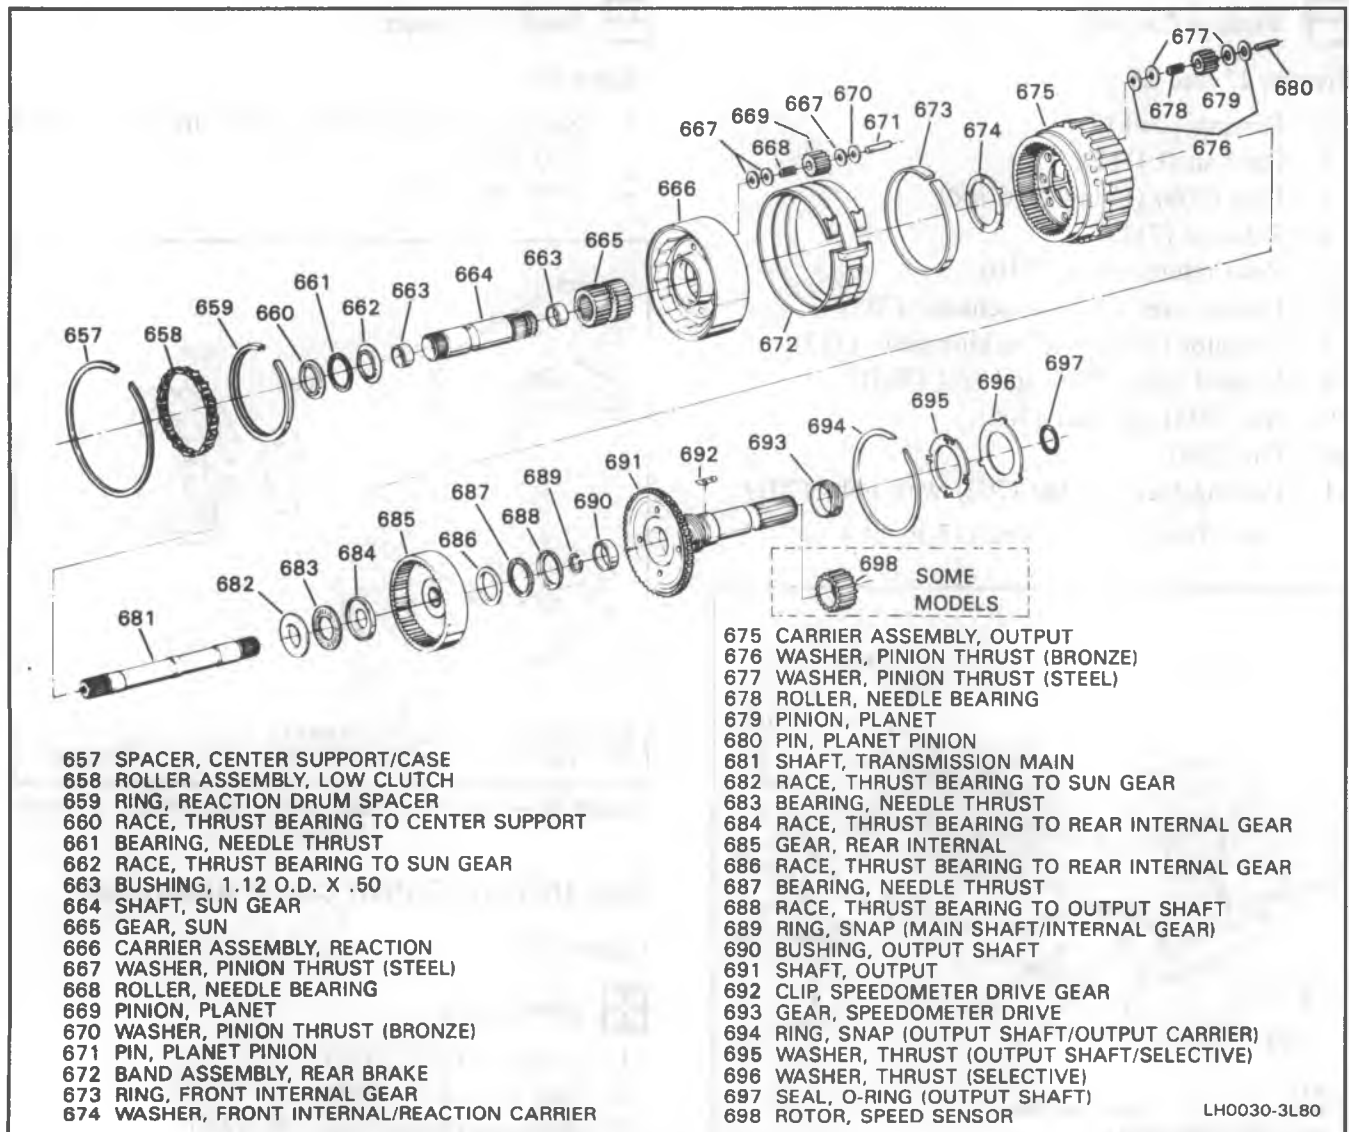 677
675
680
678
679
676
667
670
673
669
671
674
667
668
666
672
665
663
664
663
662
661
660
659
658
657
697
696
695
694
693
692
691
690
689
688
687
686
685
684
683
682
681
698
SOME
MODELS
657 SPACER, CENTER SUPPORT/CASE
658 ROLLER ASSEMBLY, LOW CLUTCH
659 RING, REACTION DRUM SPACER
660 RACE, THRUST BEARING TO CENTER SUPPORT
661 BEARING, NEEDLE THRUST
662 RACE, THRUST BEARING TO SUN GEAR
663 BUSHING, 1.12 O.D. X .50
664 SHAFT, SUN GEAR
665 GEAR, SUN
666 CARRIER ASSEMBLY, REACTION
667 WASHER, PINION THRUST (STEEL)
668 ROLLER, NEEDLE BEARING
669 PINION, PLANET
670 WASHER, PINION THRUST (BRONZE)
671 PIN, PLANET PINION
672 BAND ASSEMBLY, REAR BRAKE
673 RING, FRONT INTERNAL GEAR
674 WASHER, FRONT INTERNAL/REACTION CARRIER
675 CARRIER ASSEMBLY, OUTPUT
676 WASHER, PINION THRUST (BRONZE)
677 WASHER, PINION THRUST (STEEL)
678 ROLLER, NEEDLE BEARING
679 PINION, PLANET
680 PIN, PLANET PINION
681 SHAFT, TRANSMISSION MAIN
682 RACE, THRUST BEARING TO SUN GEAR
683 BEARING, NEEDLE THRUST
684 RACE, THRUST BEARING TO REAR INTERNAL GEAR
685 GEAR, REAR INTERNAL
686 RACE, THRUST BEARING TO REAR INTERNAL GEAR
687 BEARING, NEEDLE THRUST
688 RACE, THRUST BEARING TO OUTPUT SHAFT
689 RING, SNAP (MAIN SHAFT/INTERNAL GEAR)
690 BUSHING, OUTPUT SHAFT
691 SHAFT, OUTPUT
692 CLIP, SPEEDOMETER DRIVE GEAR
693 GEAR, SPEEDOMETER DRIVE
694 RING, SNAP (OUTPUT SHAFT/OUTPUT CARRIER)
695 WASHER, THRUST (OUTPUT SHAFT/SELECTIVE)
696 WASHER, THRUST (SELECTIVE)
697 SEAL, O-RING (OUTPUT SHAFT)
698 ROTOR, SPEED SENSOR
LH0030-3L80